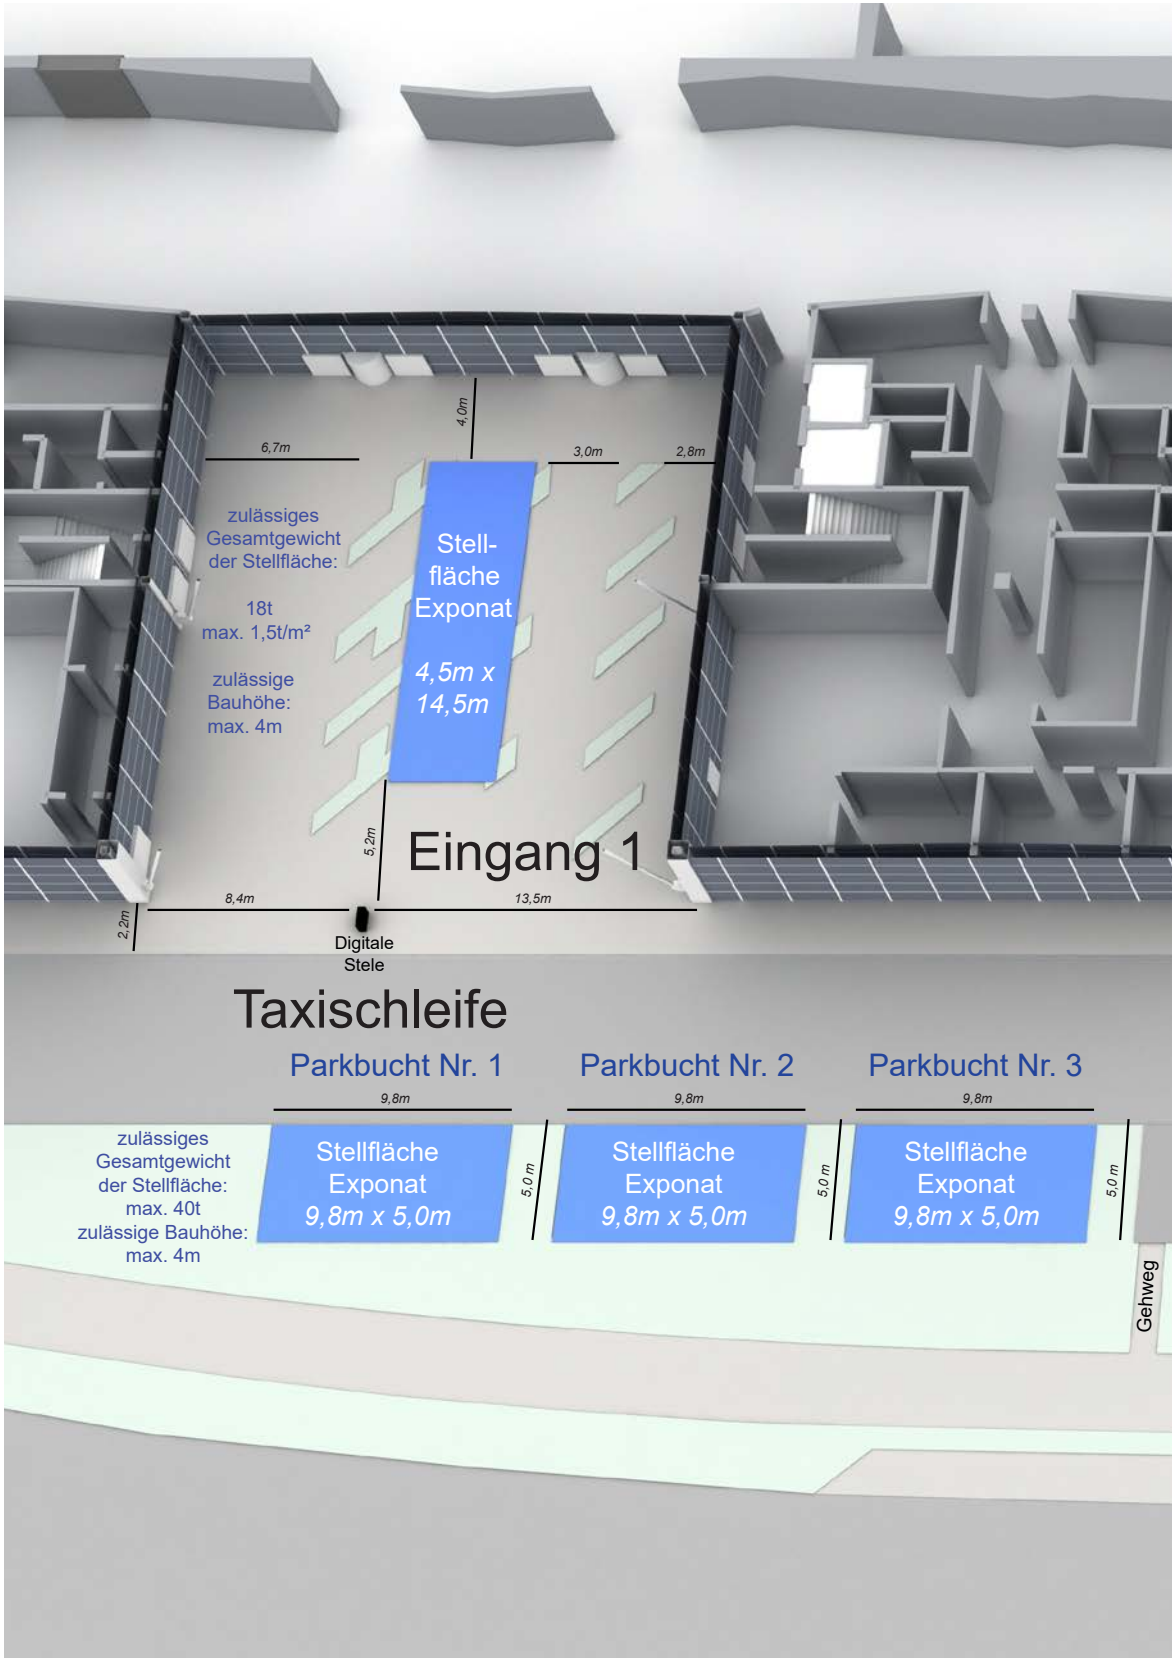 4,0m
6,7m
3,0m
2,8m
zulässiges
Gesamtgewicht
der Stellfläche:
18t
max. 1,5t/m²
zulässige
Bauhöhe:
max. 4m
Stell-
fläche
Exponat
4,5m x
14,5m
5,2m
Eingang 1
8,4m
13,5m
2,2m
Digitale
Stele
Taxischleife
Parkbucht Nr. 1
Parkbucht Nr. 2
Parkbucht Nr. 3
9,8m
9,8m
9,8m
zulässiges
Gesamtgewicht
der Stellfläche:
max. 40t
zulässige Bauhöhe:
max. 4m
Stellfläche
Exponat
9,8m x 5,0m
5,0 m
Stellfläche
Exponat
9,8m x 5,0m
5,0 m
Stellfläche
Exponat
9,8m x 5,0m
5,0 m
Gehweg